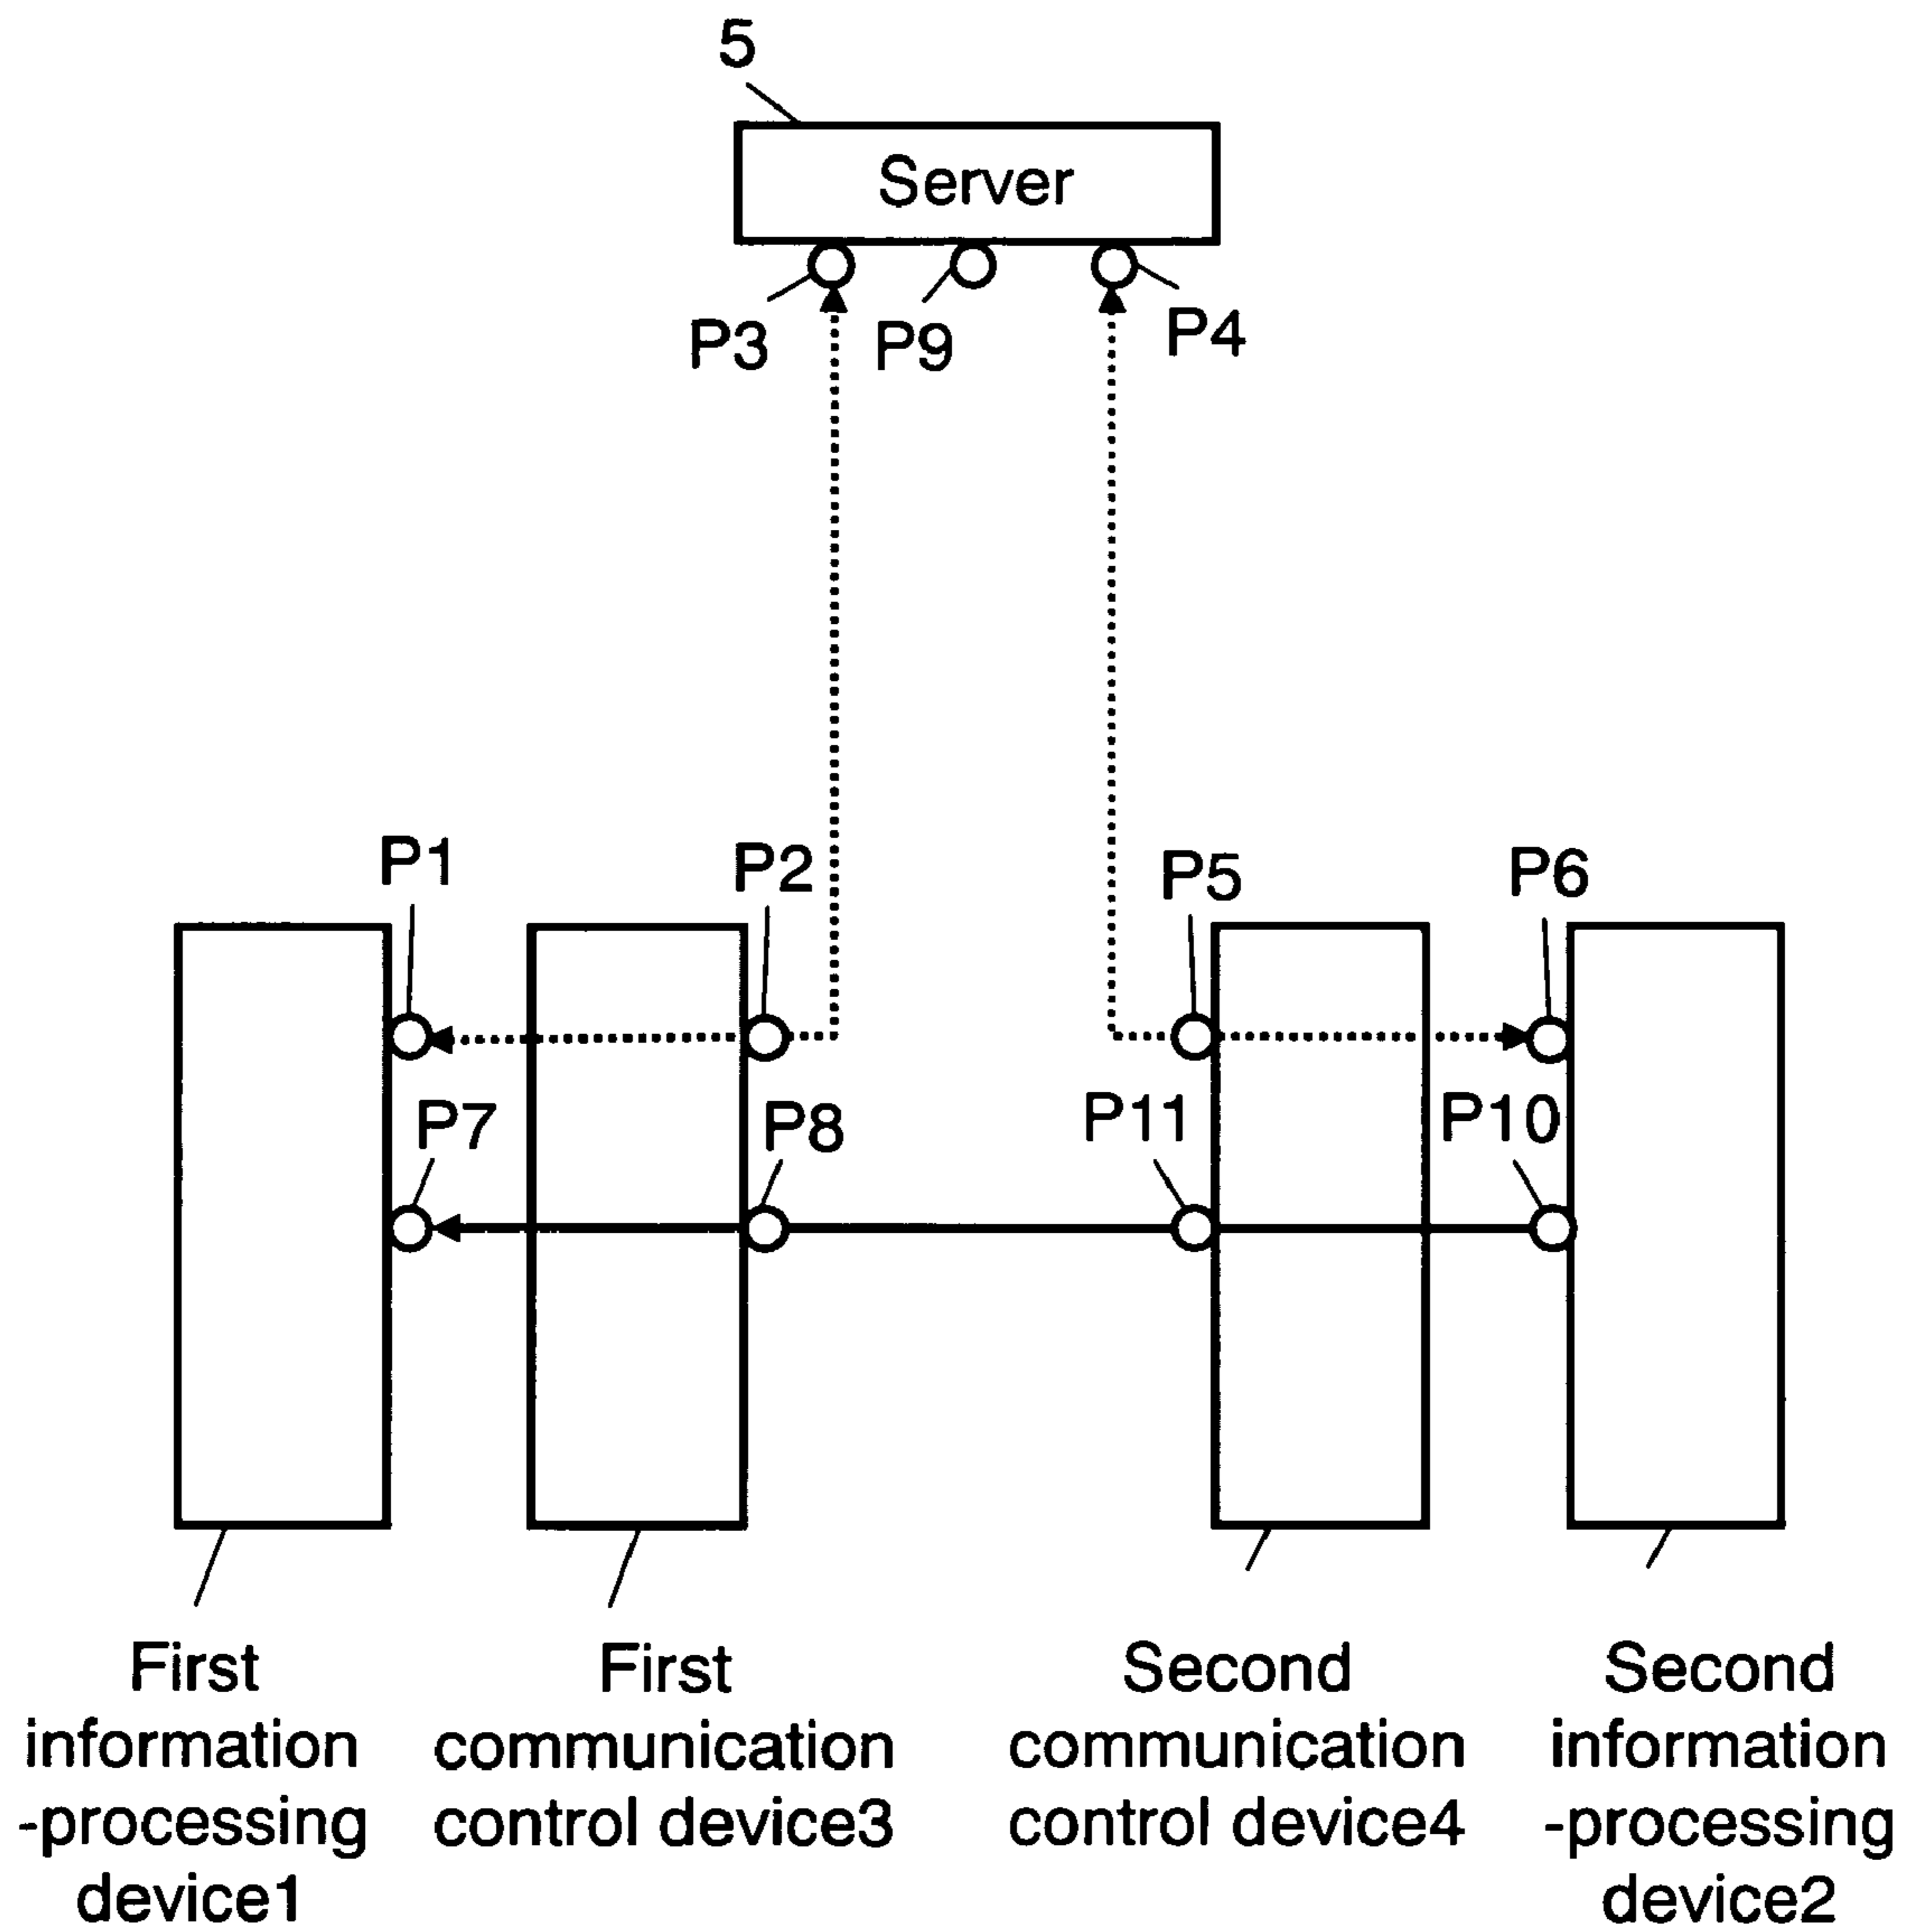 5
Server
P3
P9
P4
P1
P2
P5
P6
P7
P8
P11
P10
First
information
-processing
device1
First
communication
control device3
Second
communication
control device4
Second
information
-processing
device2